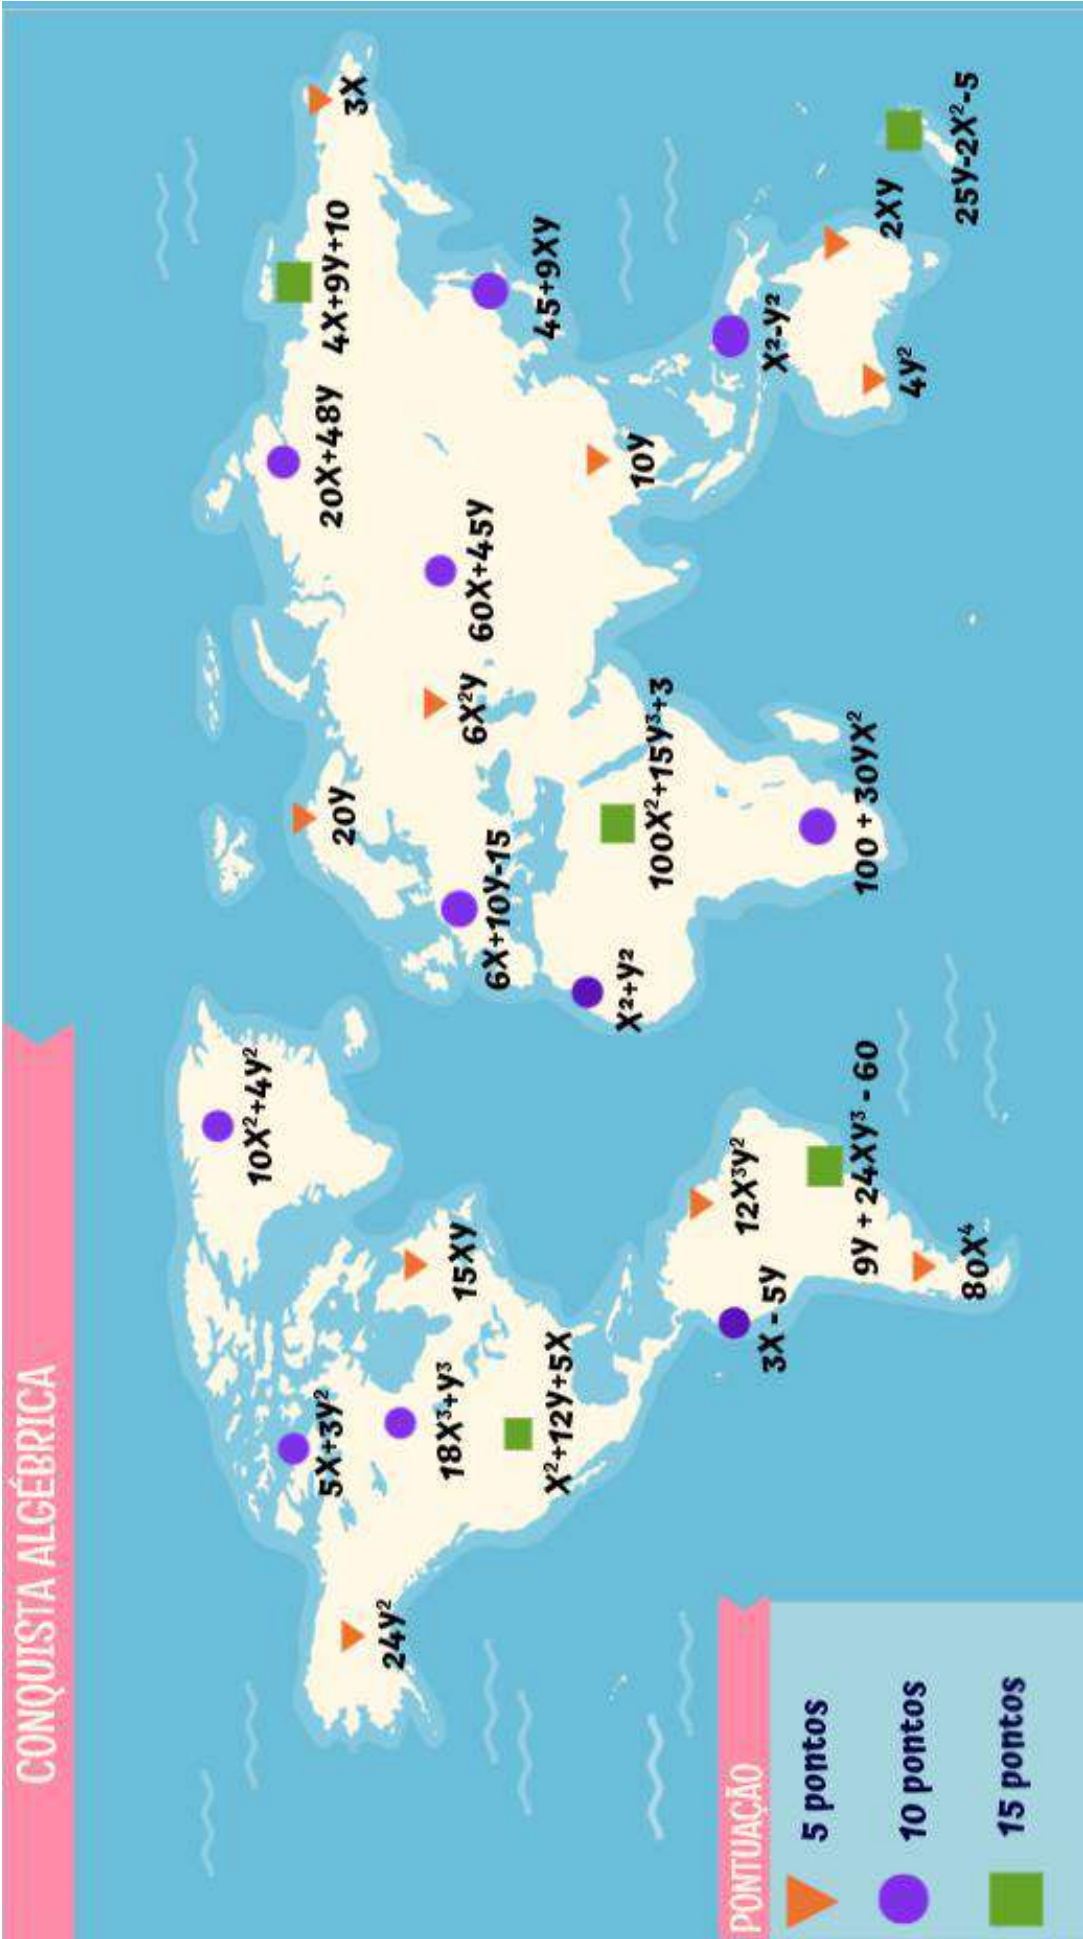 CONQUISTA ALGÉBRICA
10X²+4y²
20y
20X+48y
4X+9y+10
3X
24y²
5X+3y²
18X³+y³
15Xy
6X+10y-15
6X²y
60X+45y
45+9Xy
X²+12y+5X
X²+y²
100X²+15y³+3
10y
X²-y²
3X - 5y
12X³y²
9y + 24Xy³ - 60
80X⁴
100 + 30yX²
4y²
2Xy
25y-2X²-5
PONTUAÇÃO
5 pontos
10 pontos
15 pontos